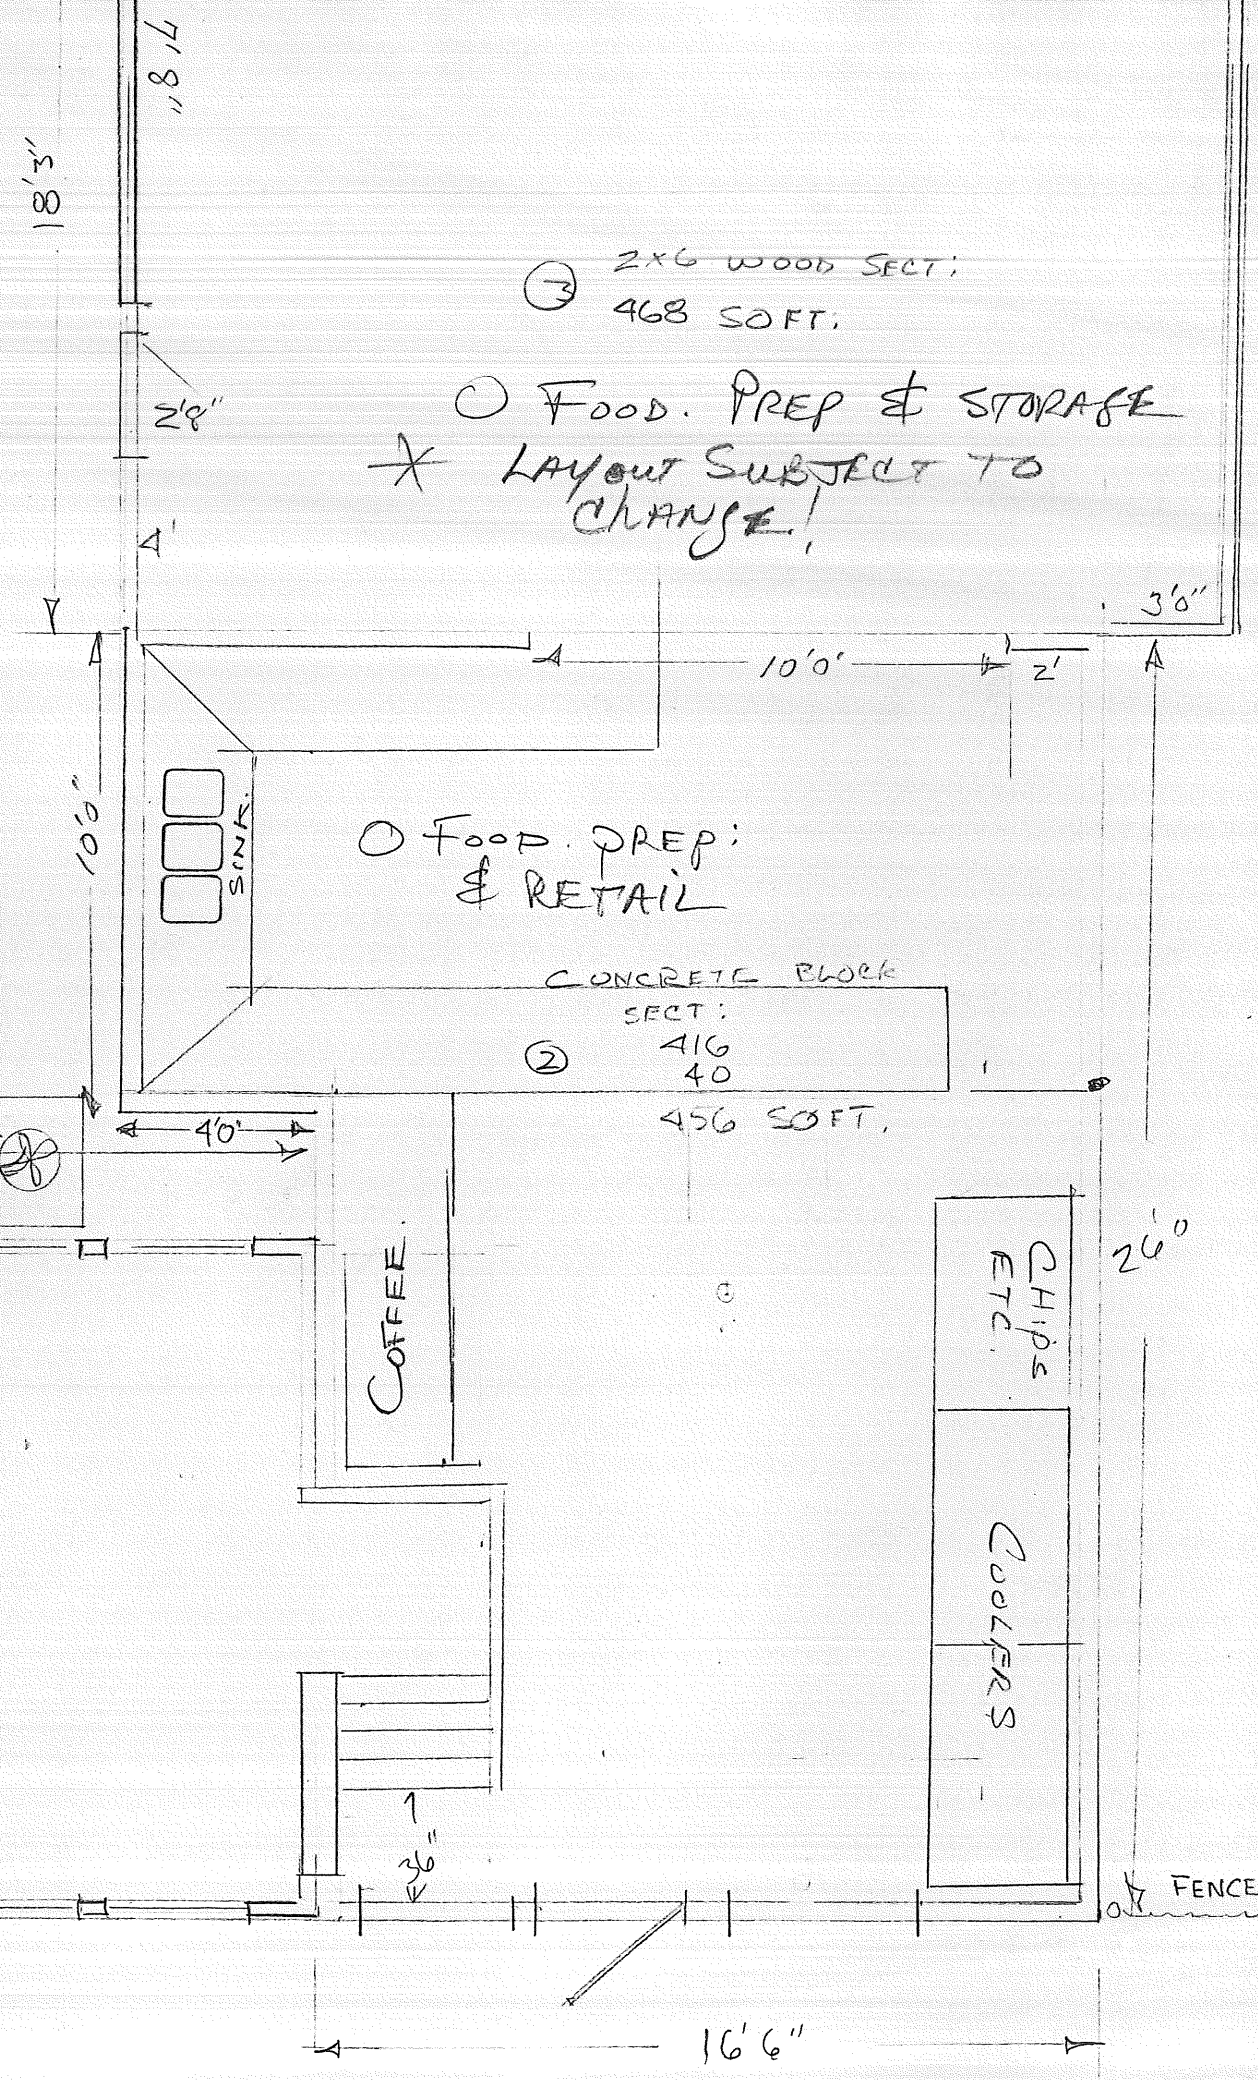 7'8"
18'3"
3
2x6 WOOD SECT:
468 SQFT.
FOOD. PREP & STORAGE
2'8"
* LAYOUT SUBJECT TO
CHANGE!
4'
3'0"
10'0"
2'
10'0"
SINK.
FOOD. PREP:
& RETAIL
CONCRETE BLOCK
SECT:
2
416
40
456 SQFT.
4'0"
26'0"
CHIPS
ETC.
COFFEE.
COOLERS
36"
FENCE
16'6"